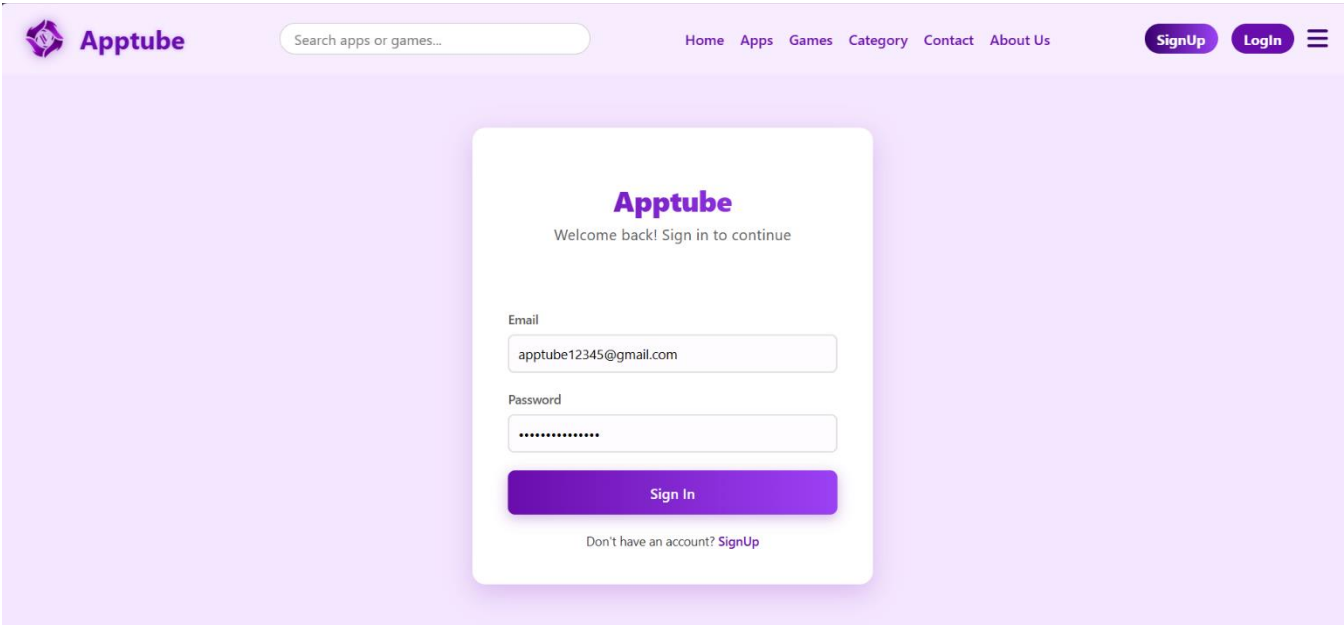 Apptube
Search apps or games...
Home Apps Games Category Contact About Us
SignUp
LogIn
Apptube
Welcome back! Sign in to continue
Email
apptube12345@gmail.com
Password
•••••••••••••••
Sign In
Don't have an account? SignUp